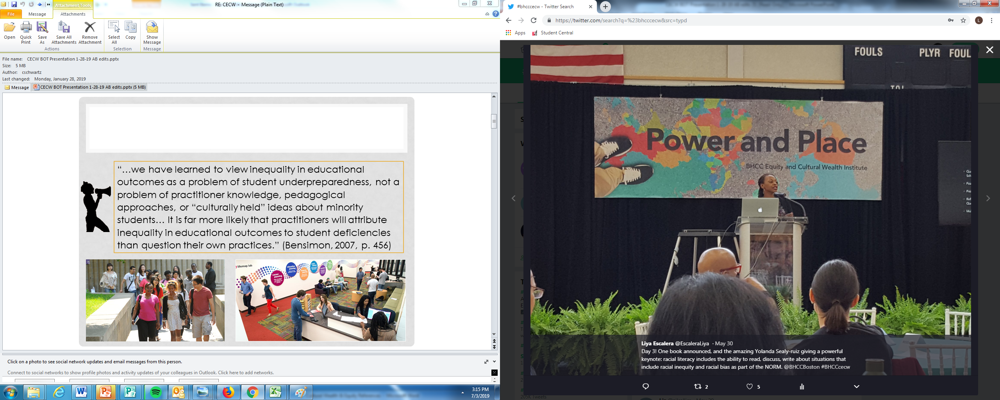 Attachment Tools
RE: CECW - Message (Plain Text)
File
Message
Attachments
Open
Quick Print
Save As
Save All Attachments
Remove Attachment
Select All
Copy
Show Message
Actions
Selection
Message
File name: CECW BOT Presentation 1-28-19 AB edits.pptx
Size: 5 MB
Author: cschwartz
Last changed: Monday, January 28, 2019
Message
CECW BOT Presentation 1-28-19 AB edits.pptx (5 MB)
“…we have learned to view inequality in educational
outcomes as a problem of student underpreparedness, not a
problem of practitioner knowledge, pedagogical
approaches, or “culturally held” ideas about minority
students… It is far more likely that practitioners will attribute
inequality in educational outcomes to student deficiencies
than question their own practices.” (Bensimon, 2007, p. 456)
lifemap lab
career planning
education planning
Click on a photo to see social network updates and email messages from this person.
Connect to social networks to show profile photos and activity updates of your colleagues in Outlook. Click here to add networks.
3:15 PM
7/3/2019
#bhcccecw - Twitter Search
https://twitter.com/search?q=%23bhcccecw&src=typd
L
Apps
Student Central
FOULS
PLYR FOUL
Power and Place
BHCC Equity and Cultural Wealth Institute
Liya Escalera @EscaleraLiya · May 30
Day 3! One book announced, and the amazing Yolanda Sealy-ruiz giving a powerful
keynote: racial literacy includes the ability to read, discuss, write about situations that
include racial inequity and racial bias as part of the NORM. @BHCCBoston #BHCCcecw
2
5
205K Tweets